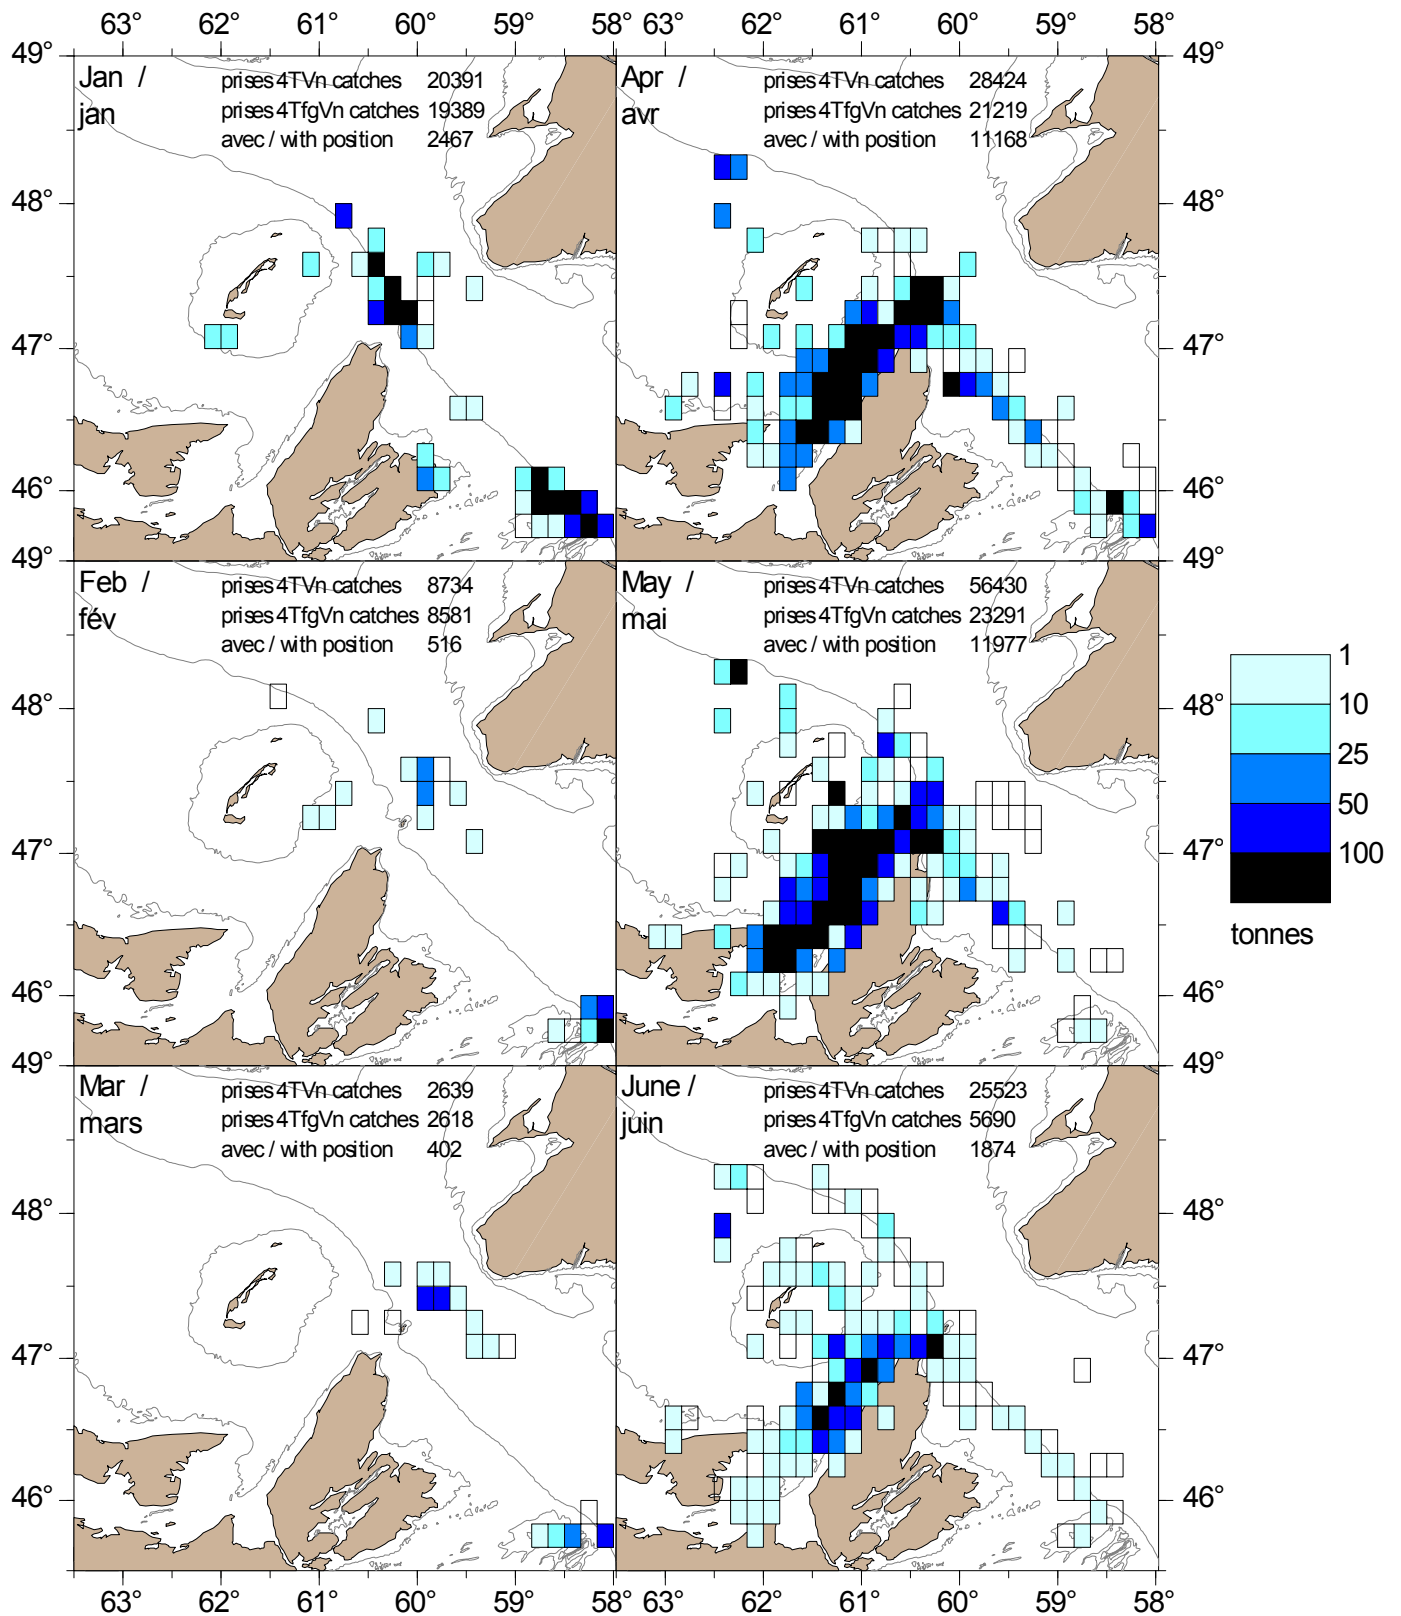 63° 62° 61° 60° 59° 58° 63° 62° 61° 60° 59° 58°
49° 49°
Jan / jan
prises 4TVn catches 20391
prises 4TfgVn catches 19389
avec / with position 2467
Apr / avr
prises 4TVn catches 28424
prises 4TfgVn catches 21219
avec / with position 11168
48° 48°
47° 47°
46° 46°
49° 49°
Feb / fév
prises 4TVn catches 8734
prises 4TfgVn catches 8581
avec / with position 516
May / mai
prises 4TVn catches 56430
prises 4TfgVn catches 23291
avec / with position 11977
48° 48°
47° 47°
46° 46°
49° 49°
1
10
25
50
100
tonnes
Mar / mars
prises 4TVn catches 2639
prises 4TfgVn catches 2618
avec / with position 402
June / juin
prises 4TVn catches 25523
prises 4TfgVn catches 5690
avec / with position 1874
48° 48°
47° 47°
46° 46°
63° 62° 61° 60° 59° 58° 63° 62° 61° 60° 59° 58°